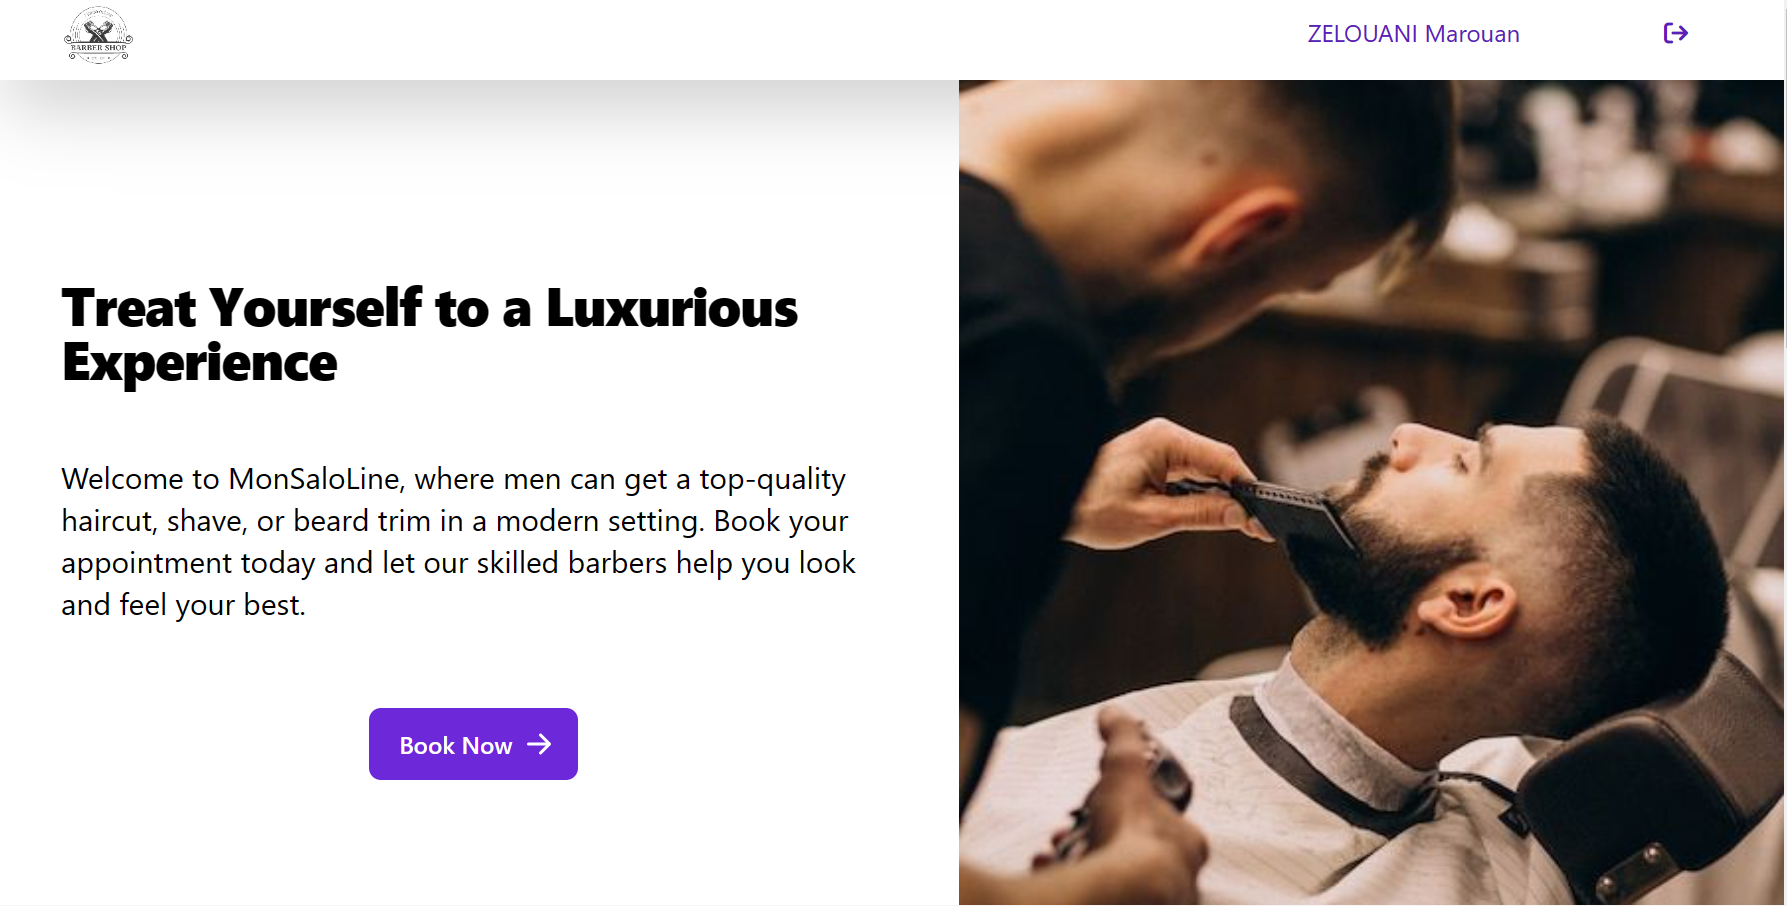 BARBER SHOP
ZELOUANI Marouan
Treat Yourself to a Luxurious
Experience
Welcome to MonSaloLine, where men can get a top-quality
haircut, shave, or beard trim in a modern setting. Book your
appointment today and let our skilled barbers help you look
and feel your best.
Book Now